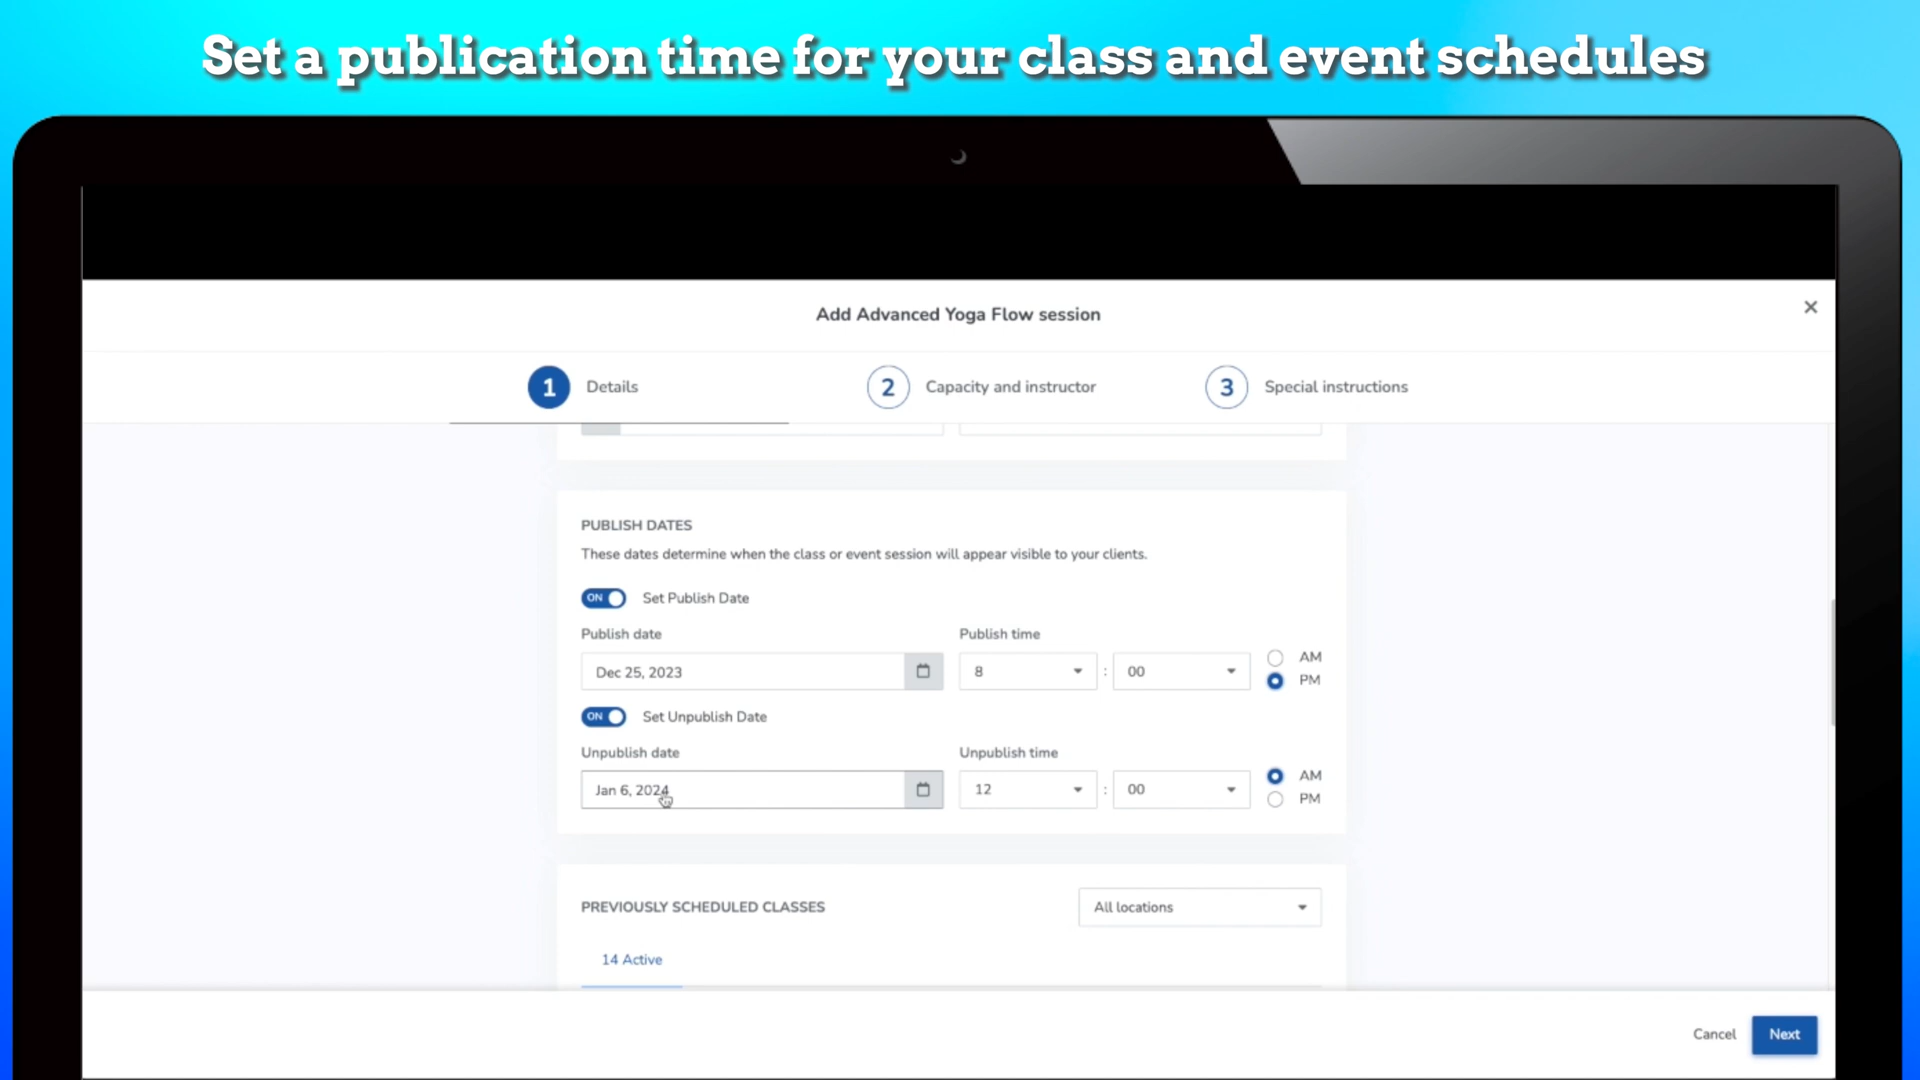 Set a publication time for your class and event schedules
Add Advanced Yoga Flow session
1 Details 2 Capacity and instructor 3 Special instructions
PUBLISH DATES
These dates determine when the class or event session will appear visible to your clients.
ON Set Publish Date
Publish date Publish time
Dec 25, 2023 8 : 00 AM PM
ON Set Unpublish Date
Unpublish date Unpublish time
Jan 6, 2024 12 : 00 AM PM
PREVIOUSLY SCHEDULED CLASSES All locations
14 Active
Cancel Next